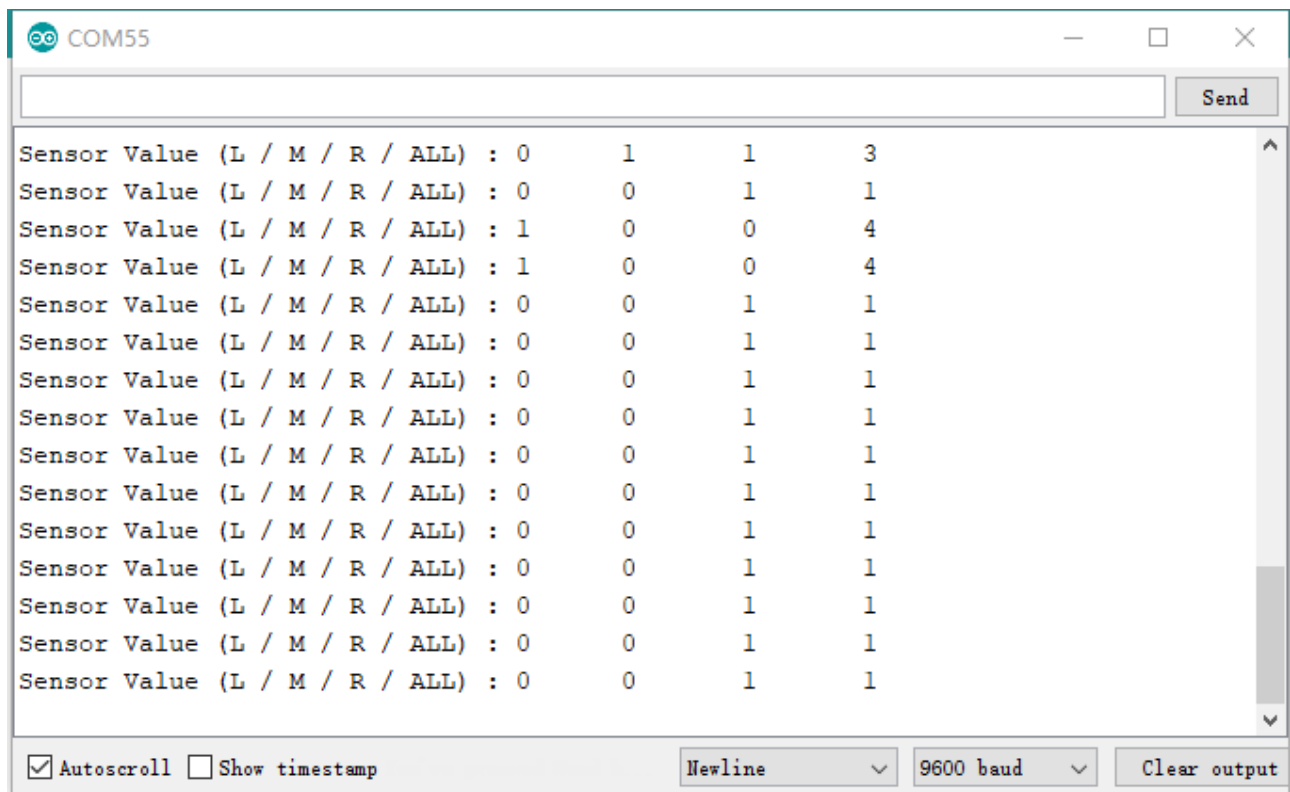 COM55
Send
Sensor Value (L / M / R / ALL) : 0 1 1 3
Sensor Value (L / M / R / ALL) : 0 0 1 1
Sensor Value (L / M / R / ALL) : 1 0 0 4
Sensor Value (L / M / R / ALL) : 1 0 0 4
Sensor Value (L / M / R / ALL) : 0 0 1 1
Sensor Value (L / M / R / ALL) : 0 0 1 1
Sensor Value (L / M / R / ALL) : 0 0 1 1
Sensor Value (L / M / R / ALL) : 0 0 1 1
Sensor Value (L / M / R / ALL) : 0 0 1 1
Sensor Value (L / M / R / ALL) : 0 0 1 1
Sensor Value (L / M / R / ALL) : 0 0 1 1
Sensor Value (L / M / R / ALL) : 0 0 1 1
Sensor Value (L / M / R / ALL) : 0 0 1 1
Sensor Value (L / M / R / ALL) : 0 0 1 1
Sensor Value (L / M / R / ALL) : 0 0 1 1
Autoscroll Show timestamp Newline 9600 baud Clear output